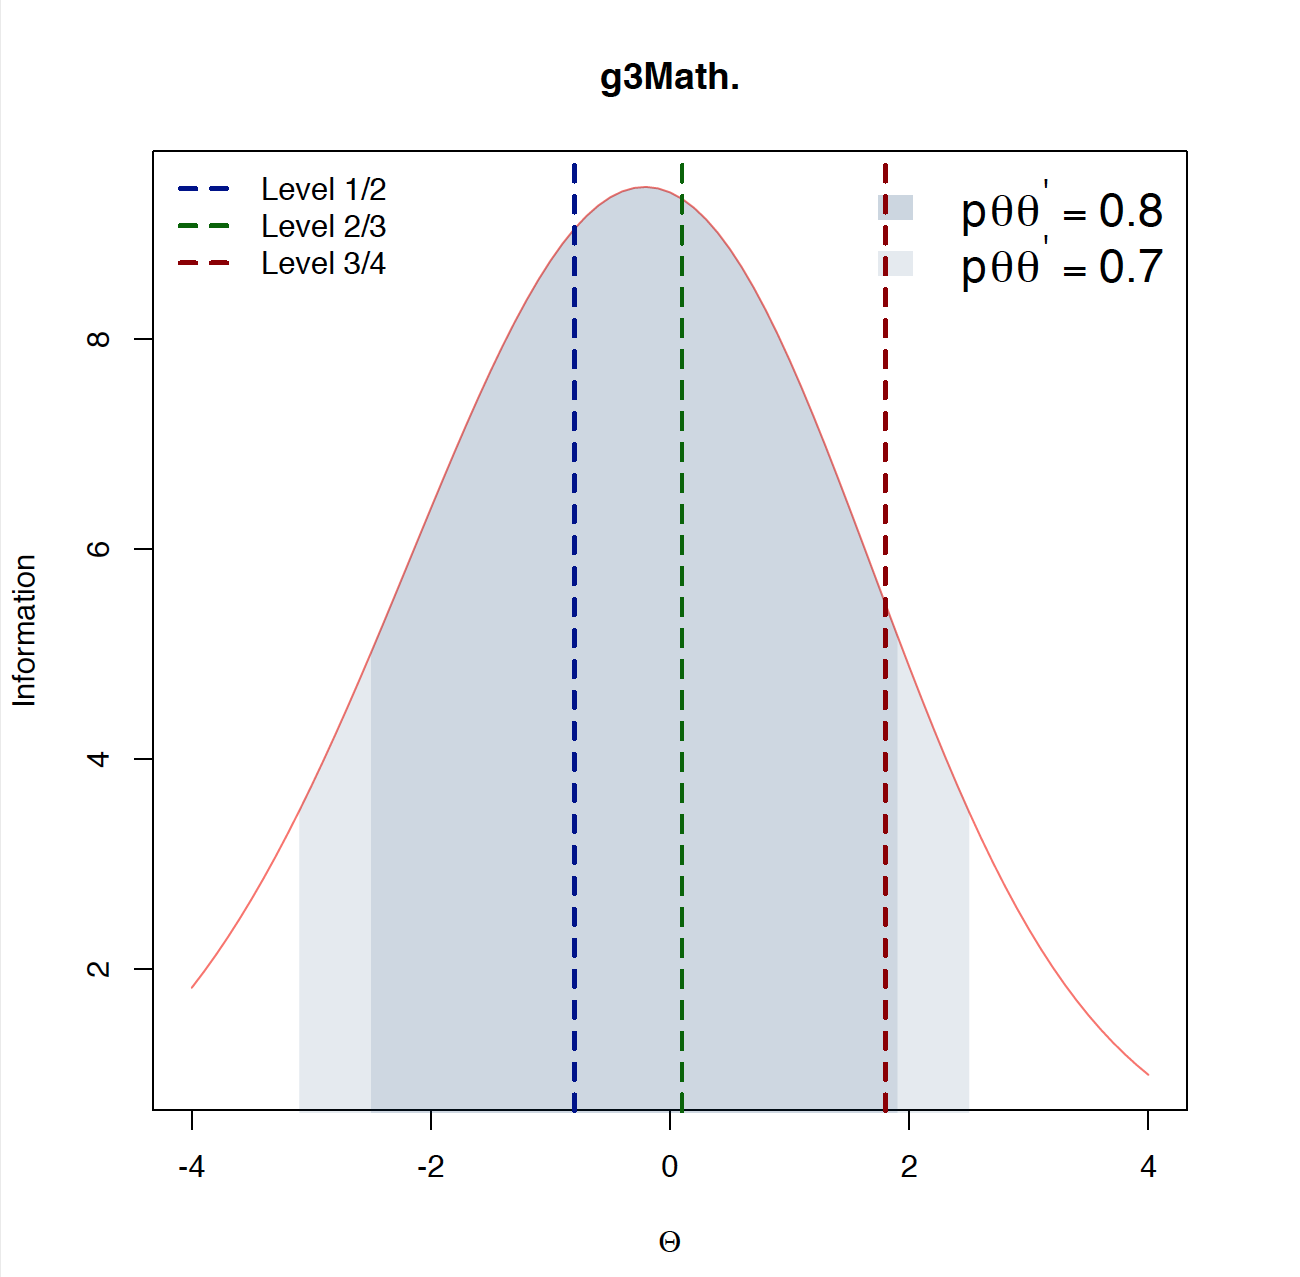 g3Math.
Level 1/2
Level 2/3
Level 3/4
pθθ' = 0.8
pθθ' = 0.7
Information
8
6
4
2
-4 -2 0 2 4
Θ